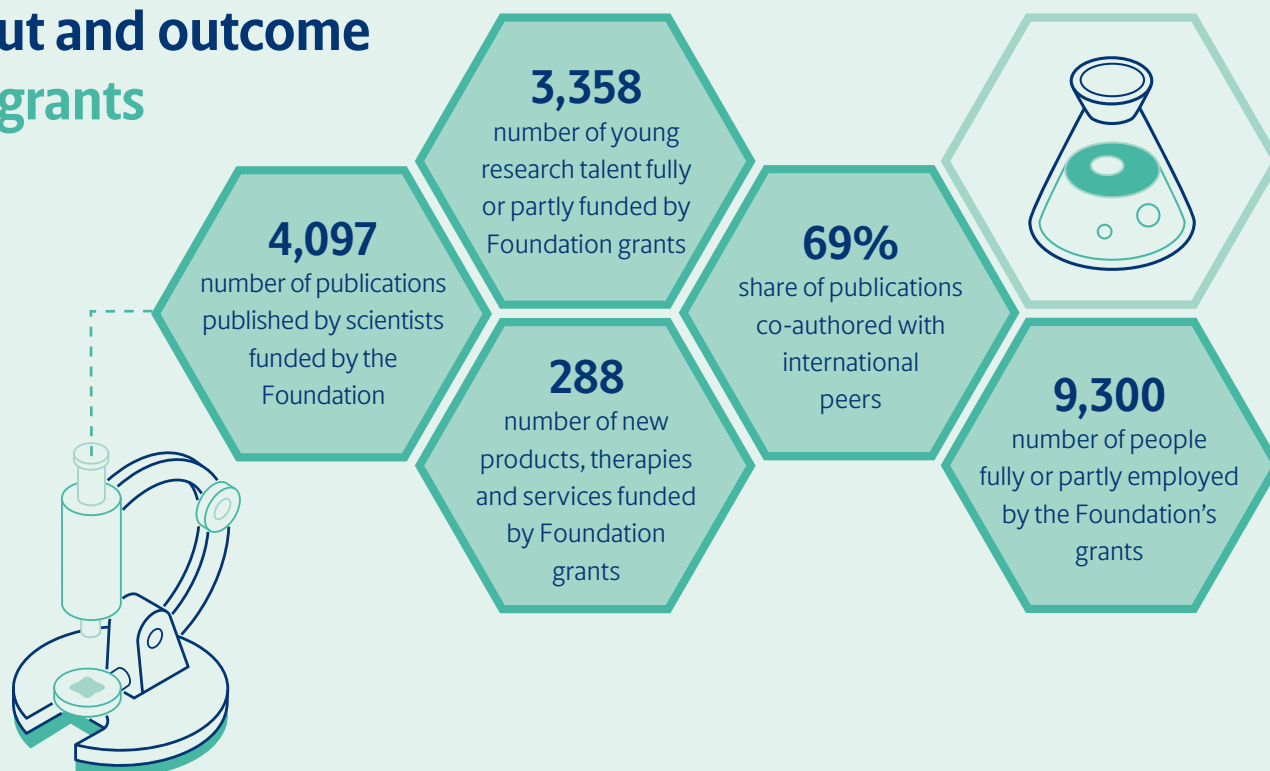 and outcome
grants
3,358
number of young
research talent fully
or partly funded by
Foundation grants
4,097
number of publications
published by scientists
funded by the
Foundation
69%
share of publications
co-authored with
international
peers
288
number of new
products, therapies
and services funded
by Foundation
grants
9,300
number of people
fully or partly employed
by the Foundation’s
grants